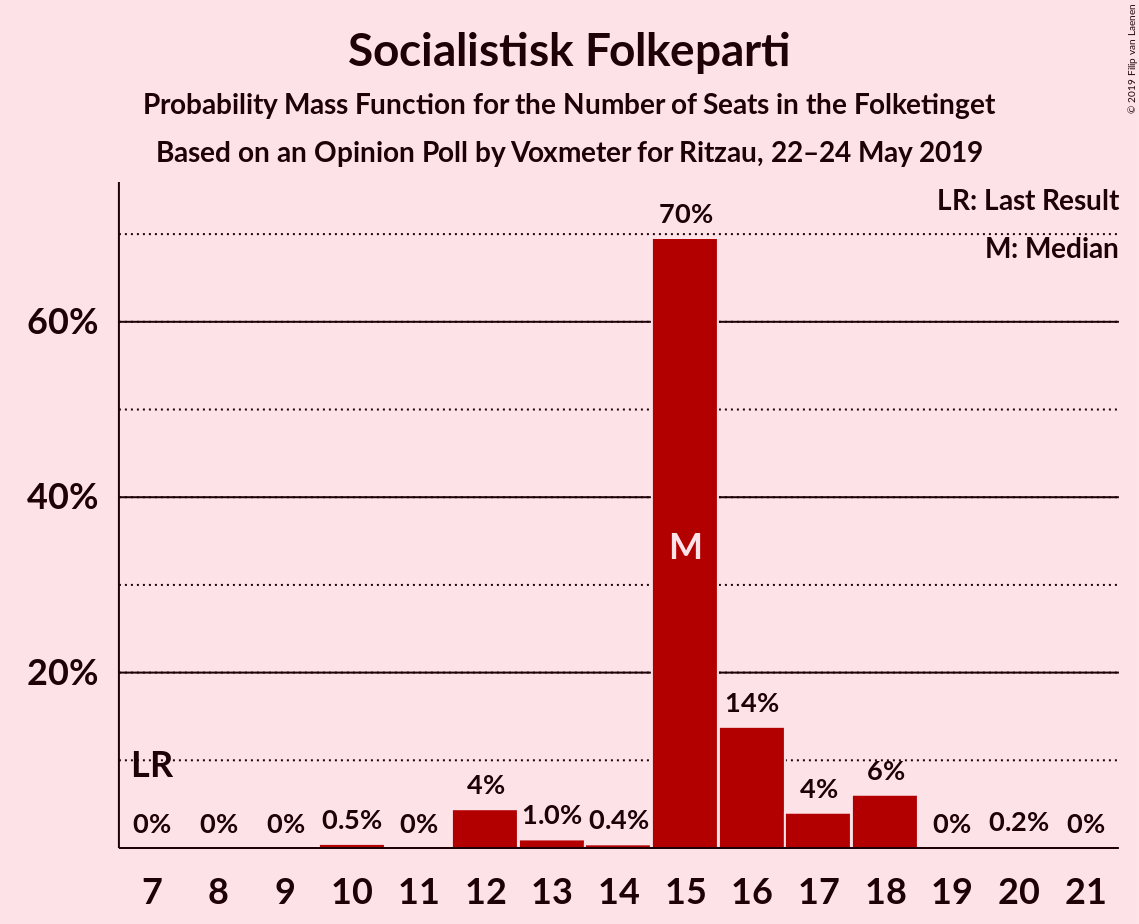 Socialistisk Folkeparti
Probability Mass Function for the Number of Seats in the Folketinget
Based on an Opinion Poll by Voxmeter for Ritzau, 22–24 May 2019
© 2019 Filip van Laenen
LR: Last Result
M: Median
60%
40%
20%
LR
0%
0%
0%
0.5%
0%
4%
1.0%
0.4%
70%
M
14%
4%
6%
0%
0.2%
0%
7 8 9 10 11 12 13 14 15 16 17 18 19 20 21